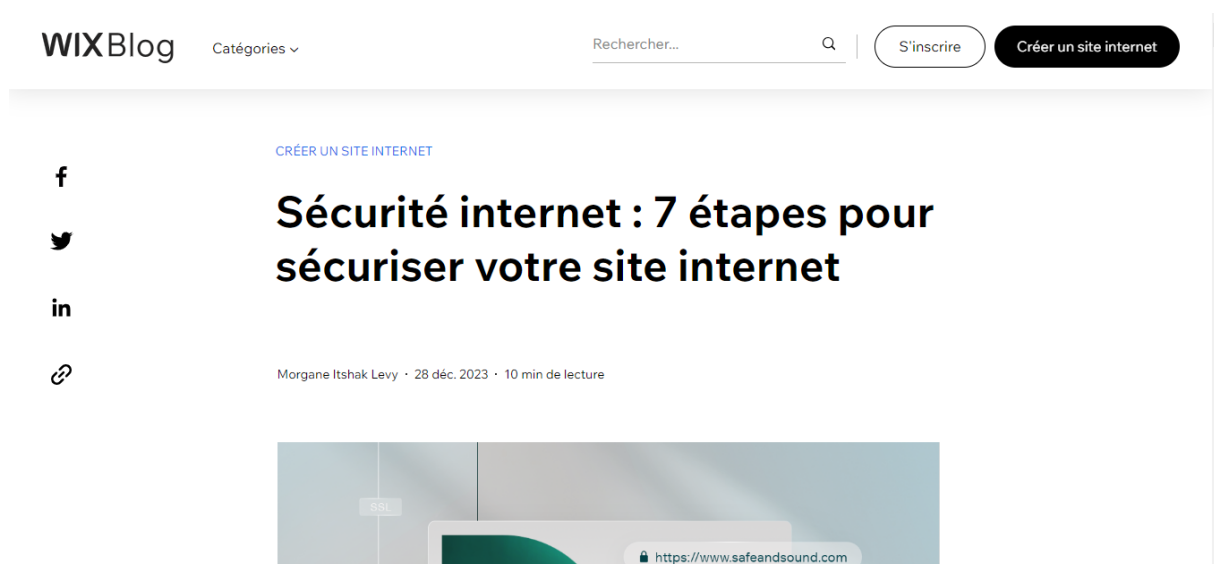 WIXBlog
Catégories
Rechercher...
S'inscrire
Créer un site internet
CRÉER UN SITE INTERNET
Sécurité internet : 7 étapes pour
sécuriser votre site internet
Morgane Itshak Levy · 28 déc. 2023 · 10 min de lecture
SSL
https://www.safeandsound.com